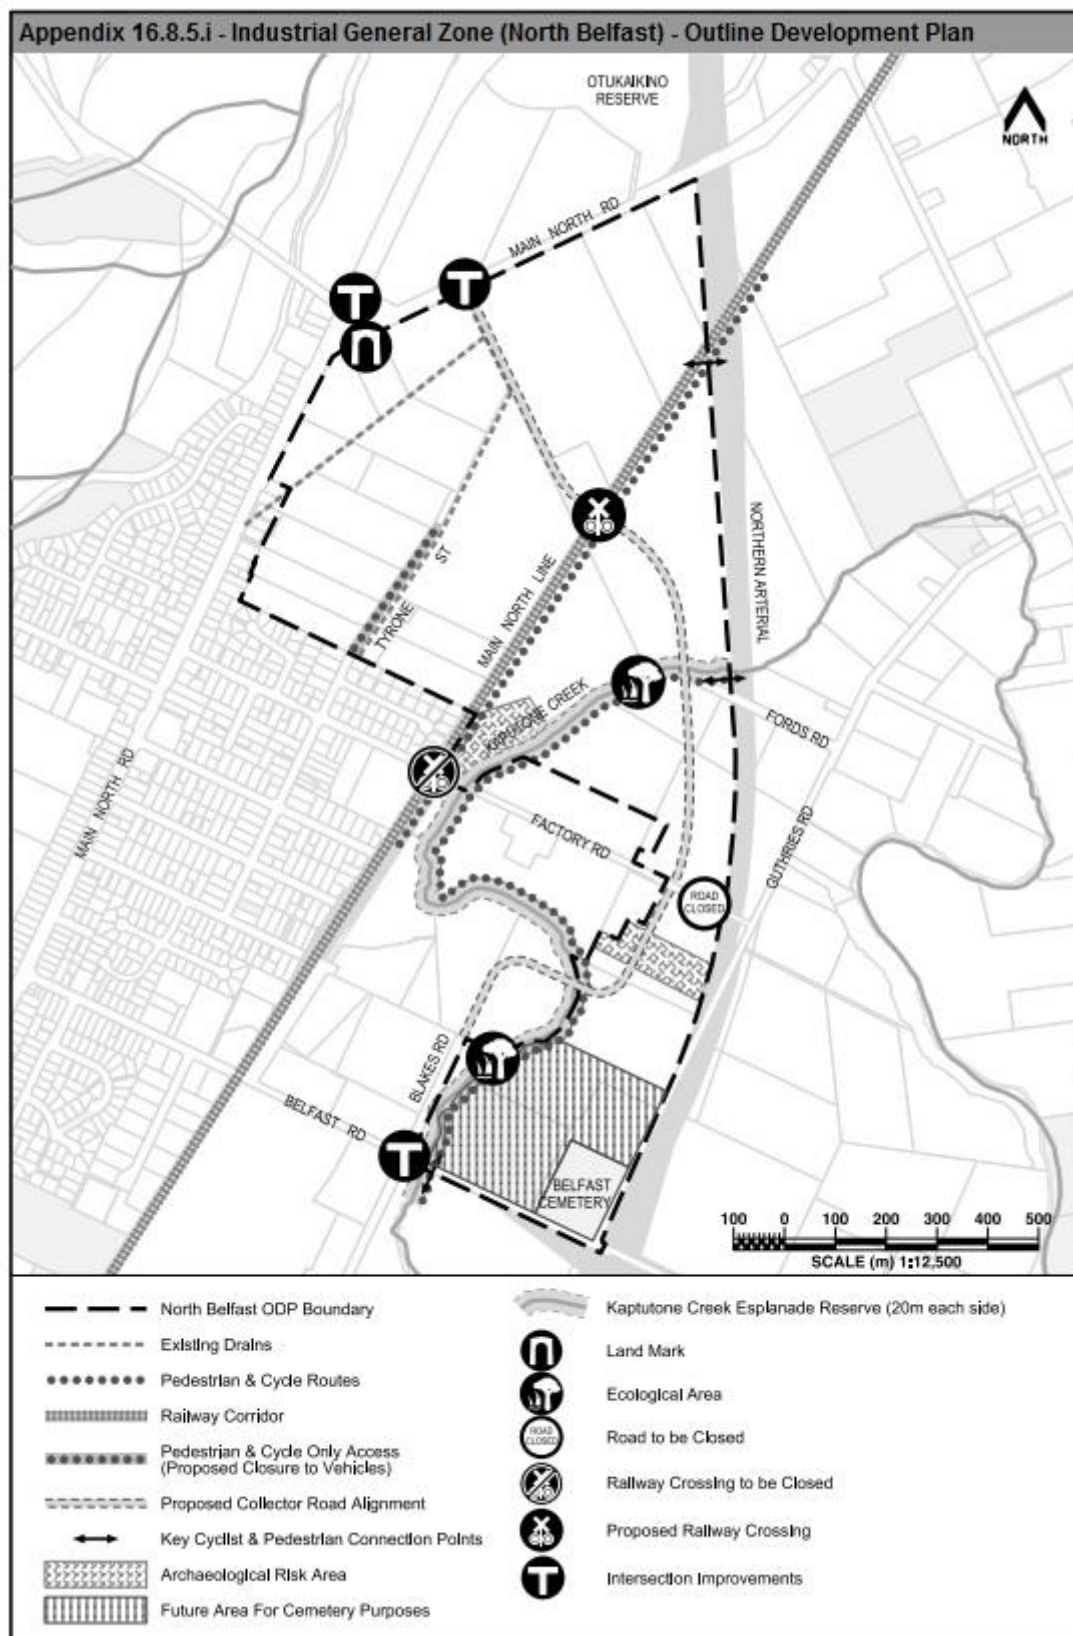 Appendix 16.8.5.i - Industrial General Zone (North Belfast) - Outline Development Plan
OTUKAIKINO
RESERVE
NORTH
MAIN NORTH RD
NORTHERN ARTERIAL
TYRONE ST
MAIN NORTH LINE
KAPUTONE CREEK
FORDS RD
MAIN NORTH RD
FACTORY RD
GUTHRIES RD
ROAD
CLOSED
BLAKES RD
BELFAST RD
BELFAST
CEMETERY
100 0 100 200 300 400 500
SCALE (m) 1:12,500
North Belfast ODP Boundary
Existing Drains
Pedestrian & Cycle Routes
Railway Corridor
Pedestrian & Cycle Only Access
(Proposed Closure to Vehicles)
Proposed Collector Road Alignment
Key Cyclist & Pedestrian Connection Points
Archaeological Risk Area
Future Area For Cemetery Purposes
Kaptutone Creek Esplanade Reserve (20m each side)
Land Mark
Ecological Area
ROAD
CLOSED
Road to be Closed
Railway Crossing to be Closed
Proposed Railway Crossing
Intersection Improvements